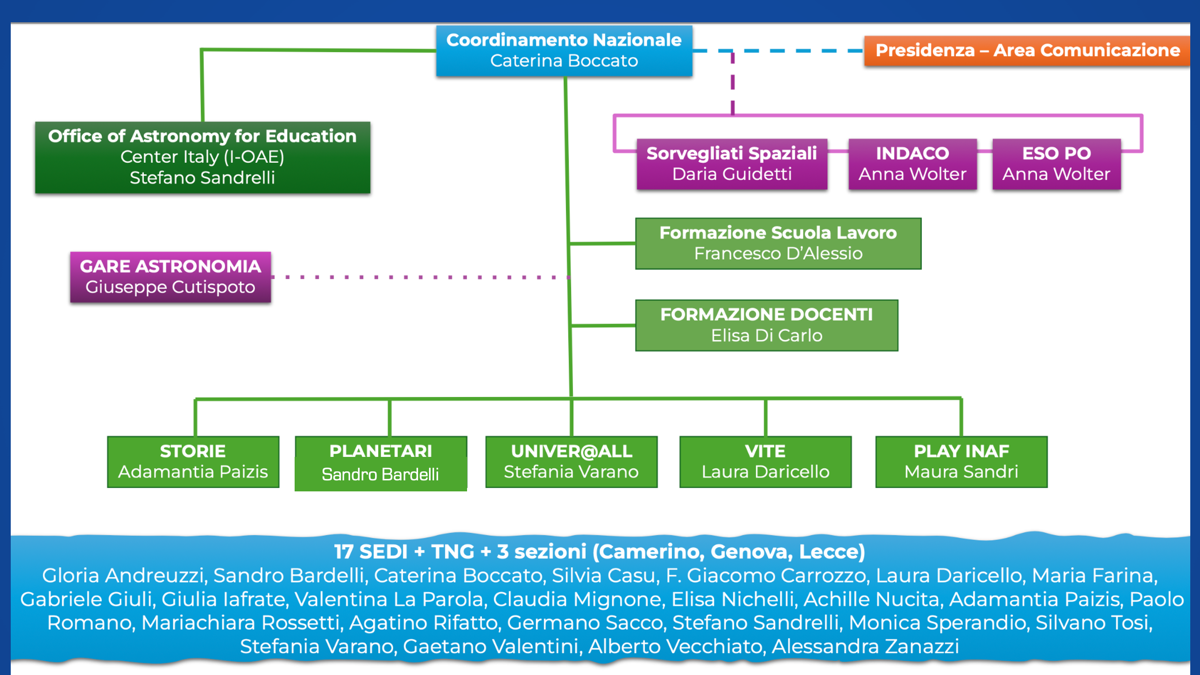 Coordinamento Nazionale
Caterina Boccato
Presidenza – Area Comunicazione
Office of Astronomy for Education
Center Italy (I-OAE)
Stefano Sandrelli
Sorvegliati Spaziali
Daria Guidetti
INDACO
Anna Wolter
ESO PO
Anna Wolter
Formazione Scuola Lavoro
Francesco D’Alessio
GARE ASTRONOMIA
Giuseppe Cutispoto
FORMAZIONE DOCENTI
Elisa Di Carlo
STORIE
Adamantia Paizis
PLANETARI
Sandro Bardelli
UNIVER@ALL
Stefania Varano
VITE
Laura Daricello
PLAY INAF
Maura Sandri
17 SEDI + TNG + 3 sezioni (Camerino, Genova, Lecce)
Gloria Andreuzzi, Sandro Bardelli, Caterina Boccato, Silvia Casu, F. Giacomo Carrozzo, Laura Daricello, Maria Farina,
Gabriele Giuli, Giulia Iafrate, Valentina La Parola, Claudia Mignone, Elisa Nichelli, Achille Nucita, Adamantia Paizis, Paolo
Romano, Mariachiara Rossetti, Agatino Rifatto, Germano Sacco, Stefano Sandrelli, Monica Sperandio, Silvano Tosi,
Stefania Varano, Gaetano Valentini, Alberto Vecchiato, Alessandra Zanazzi